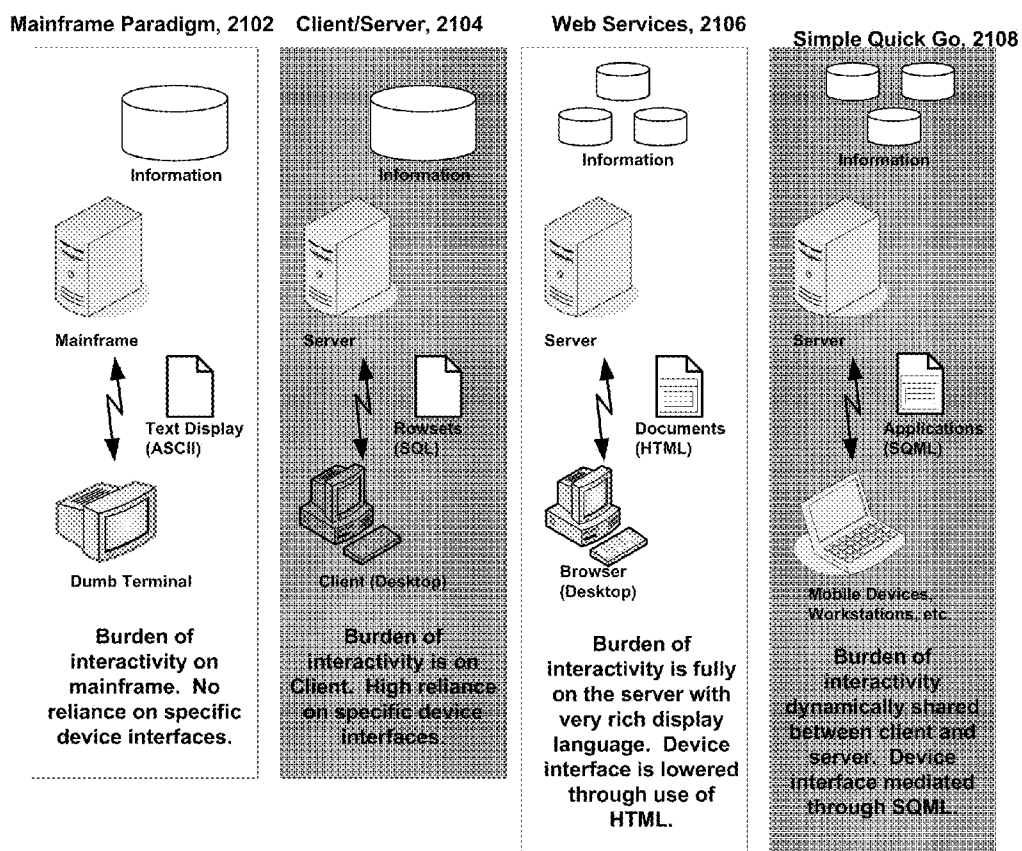 Mainframe Paradigm, 2102
Information
Mainframe
Text Display
(ASCII)
Dumb Terminal
Burden of
interactivity on
mainframe. No
reliance on specific
device interfaces.
Client/Server, 2104
Information
Server
Rowsets
(SQL)
Client (Desktop)
Burden of
interactivity is on
Client. High reliance
on specific device
interfaces.
Web Services, 2106
Information
Server
Documents
(HTML)
Browser
(Desktop)
Burden of
interactivity is fully
on the server with
very rich display
language. Device
interface is lowered
through use of
HTML.
Simple Quick Go, 2108
Information
Server
Applications
(SQML)
Mobile Devices,
Workstations, etc.
Burden of
interactivity
dynamically shared
between client and
server. Device
interface mediated
through SQML.